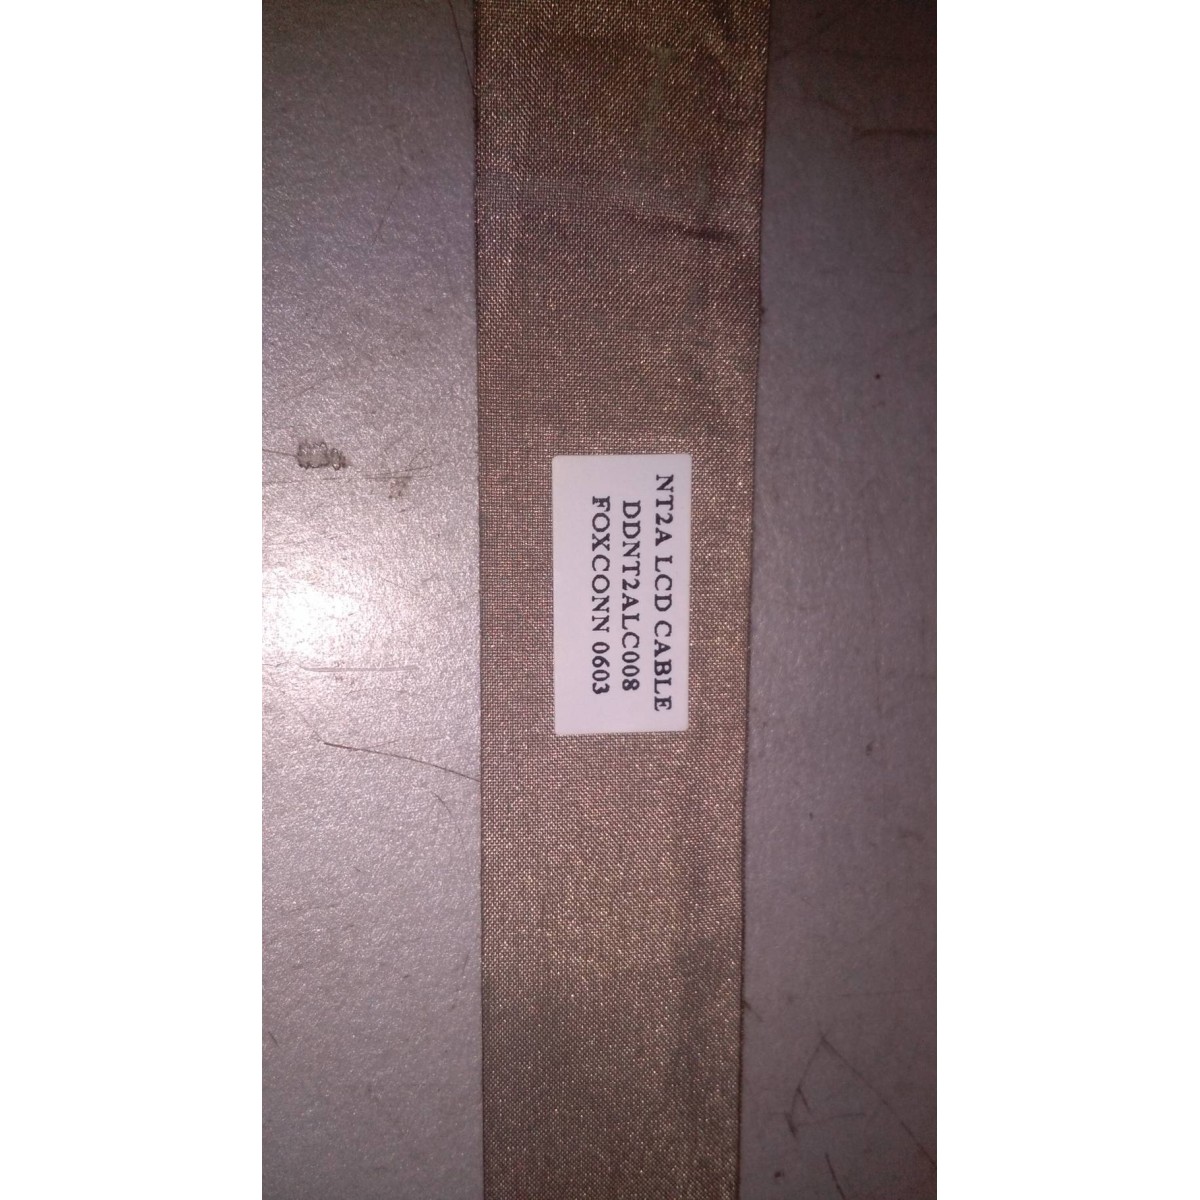 NT2A LCD CABLE
DDNT2ALC008
FOXCONN 0603